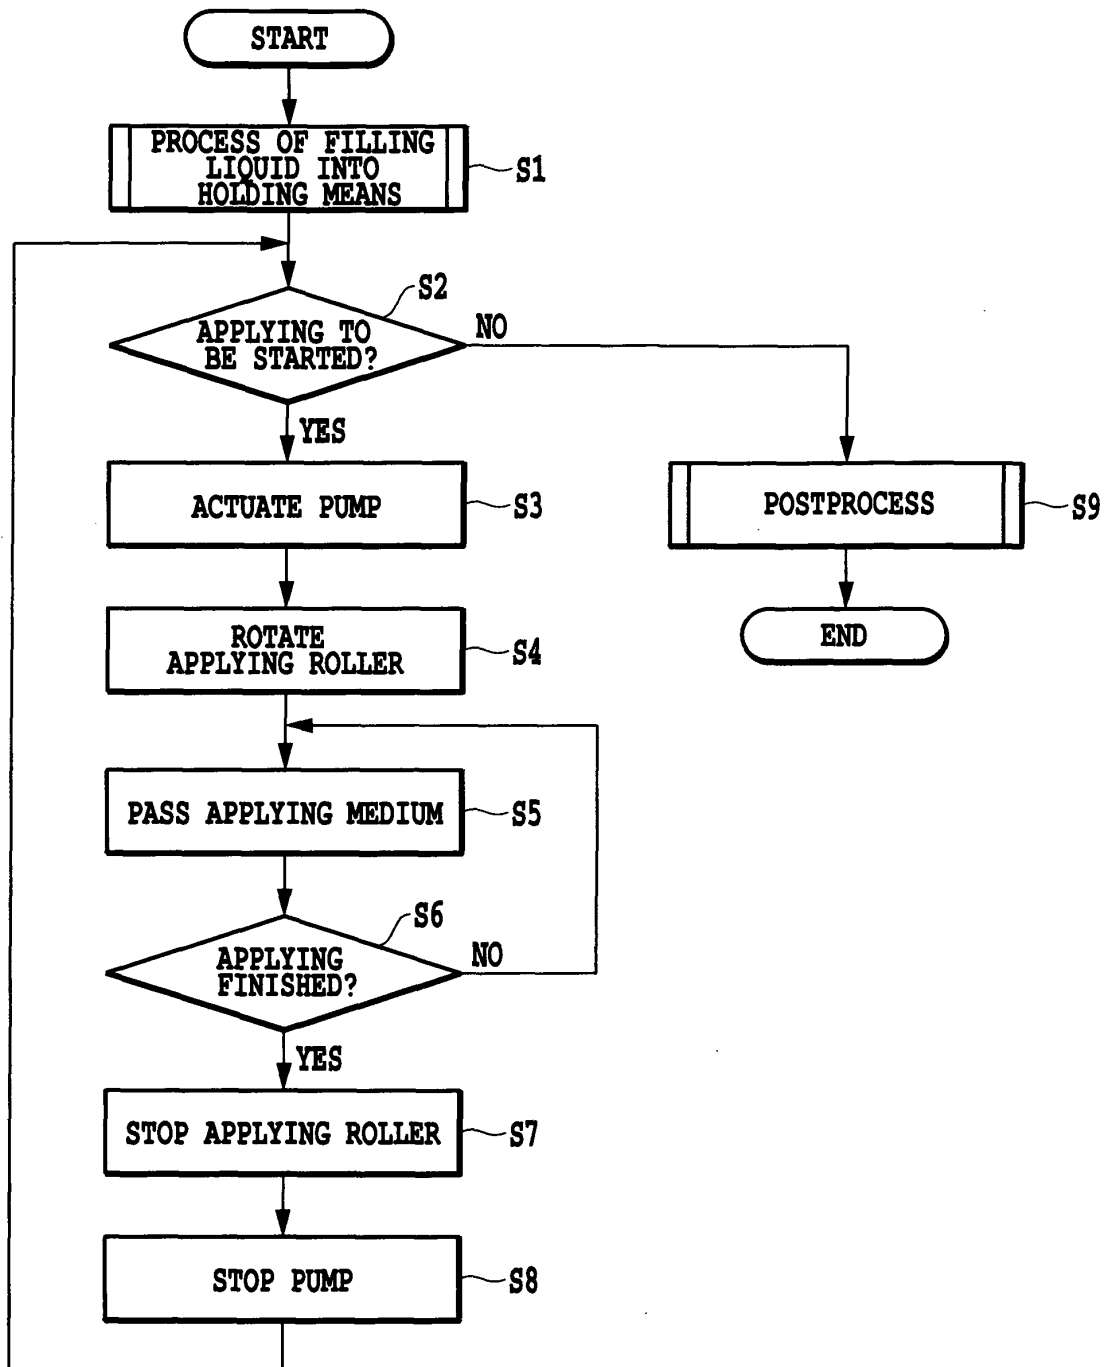 START
PROCESS OF FILLING
LIQUID INTO
HOLDING MEANS
S1
S2
APPLYING TO
BE STARTED?
NO
YES
ACTUATE PUMP
S3
POSTPROCESS
S9
ROTATE
APPLYING ROLLER
S4
END
PASS APPLYING MEDIUM
S5
S6
APPLYING
FINISHED?
NO
YES
STOP APPLYING ROLLER
S7
STOP PUMP
S8